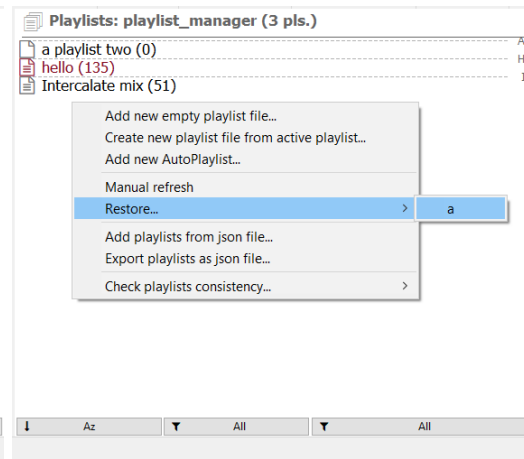 Playlists: playlist_manager (3 pls.)
a playlist two (0)
A
hello (135)
H
Intercalate mix (51)
I
Add new empty playlist file...
Create new playlist file from active playlist...
Add new AutoPlaylist...
Manual refresh
Restore...
a
Add playlists from json file...
Export playlists as json file...
Check playlists consistency...
Az
All
All